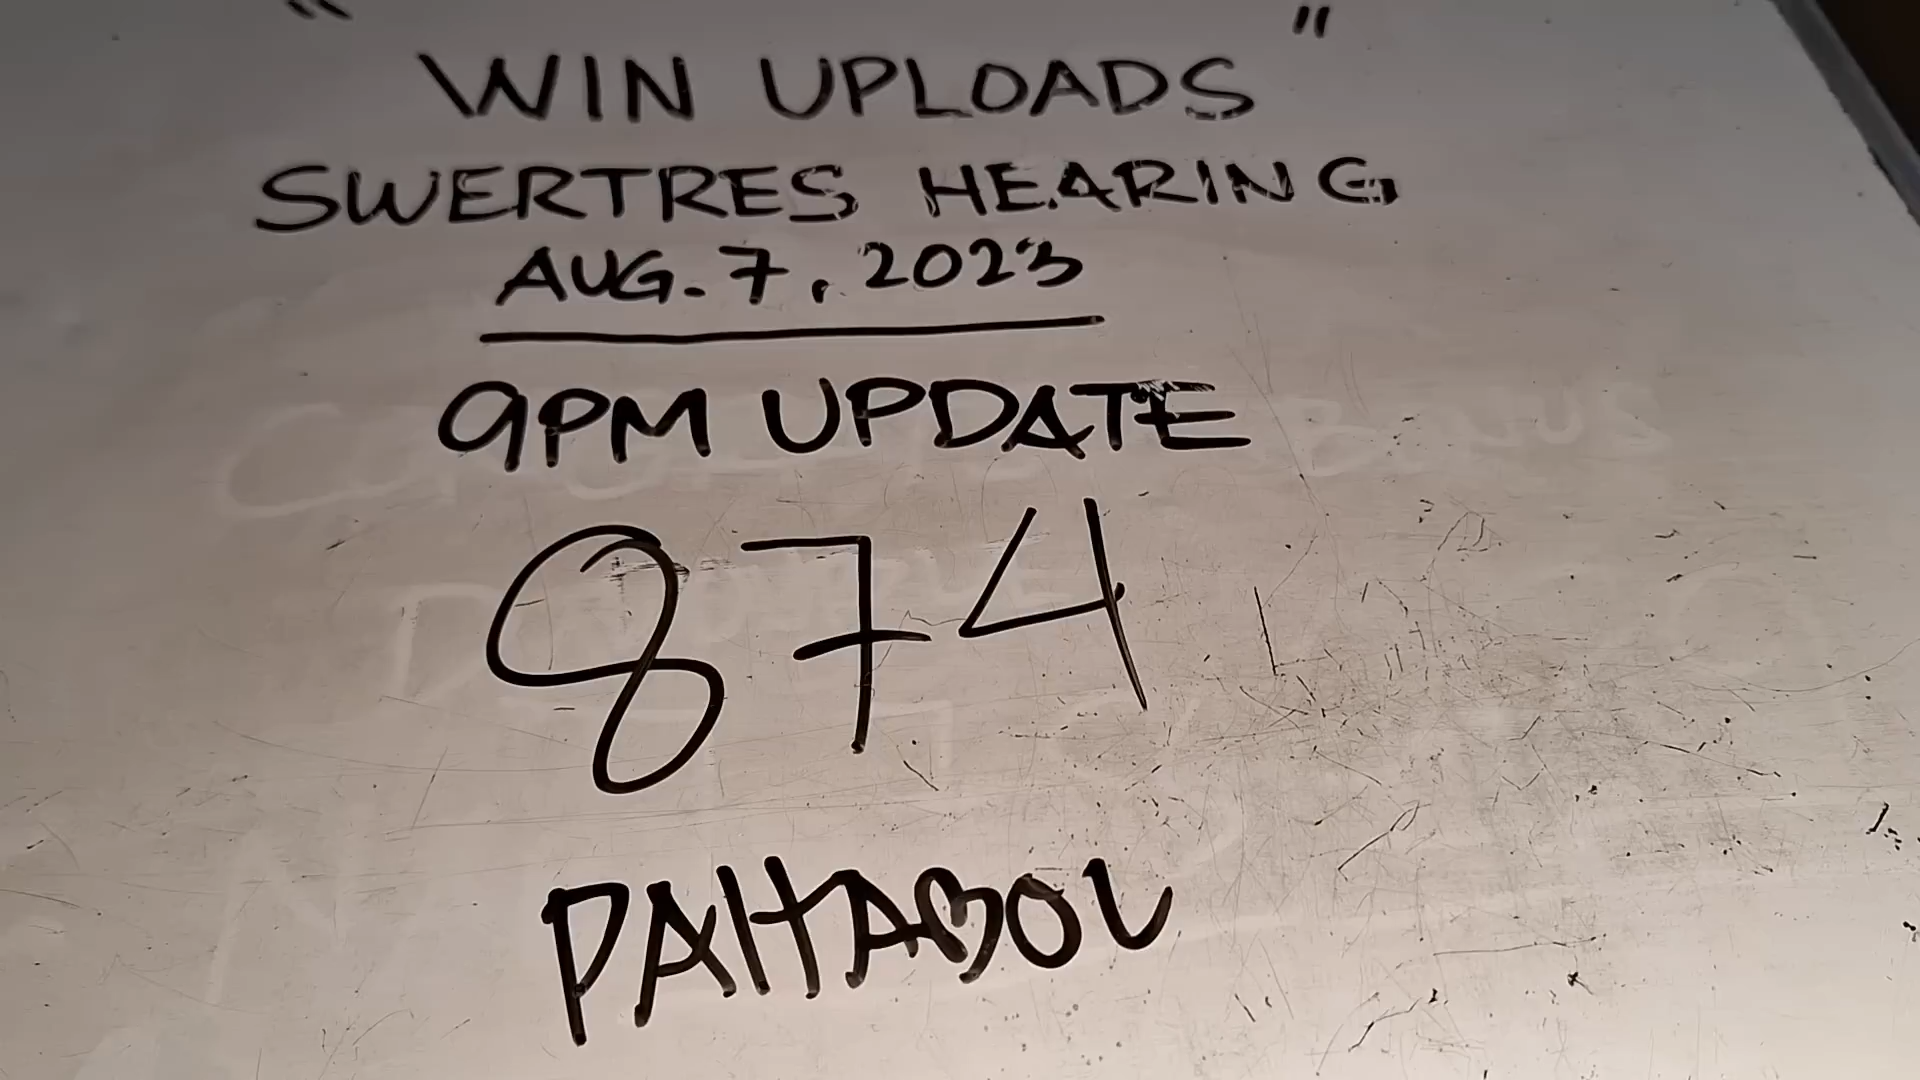 "                "
WIN UPLOADS
SWERTRES HEARING
AUG. 7, 2023
9PM UPDATE
874
PAHABOL